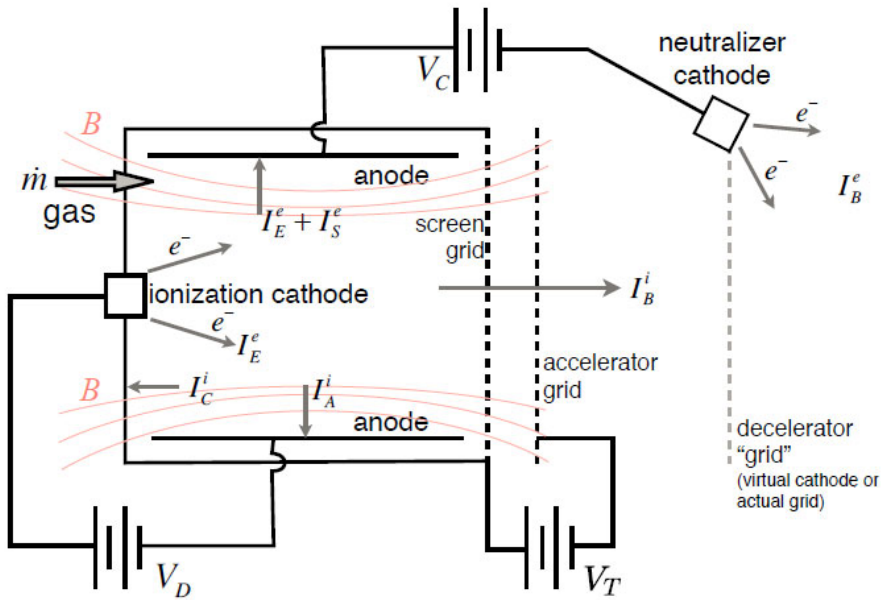 V_C
neutralizer
cathode
e⁻
e⁻
I_B^e
B
ṁ
gas
anode
I_E^e + I_S^e
screen
grid
e⁻
ionization cathode
I_B^i
e⁻
I_E^e
accelerator
grid
B
I_C^i
I_A^i
anode
decelerator
"grid"
(virtual cathode or
actual grid)
V_D
V_T